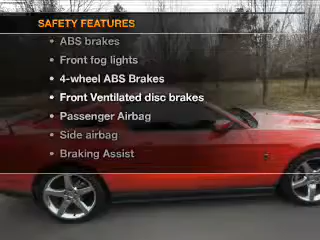 SAFETY FEATURES
• ABS brakes
• Front fog lights
• 4-wheel ABS Brakes
• Front Ventilated disc brakes
• Passenger Airbag
• Side airbag
• Braking Assist